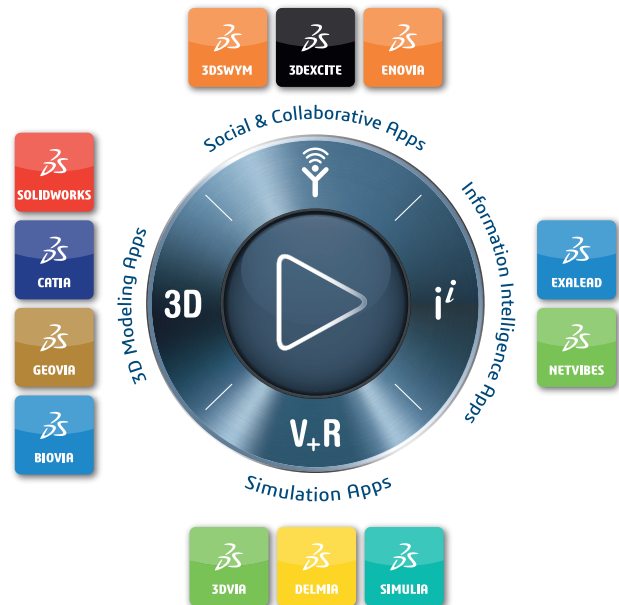 3DSWYM
3DEXCITE
ENOVIA
Social & Collaborative Apps
SOLIDWORKS
CATIA
GEOVIA
BIOVIA
3D Modeling Apps
3D
iⁱ
Information Intelligence Apps
EXALEAD
NETVIBES
V+R
Simulation Apps
3DVIA
DELMIA
SIMULIA